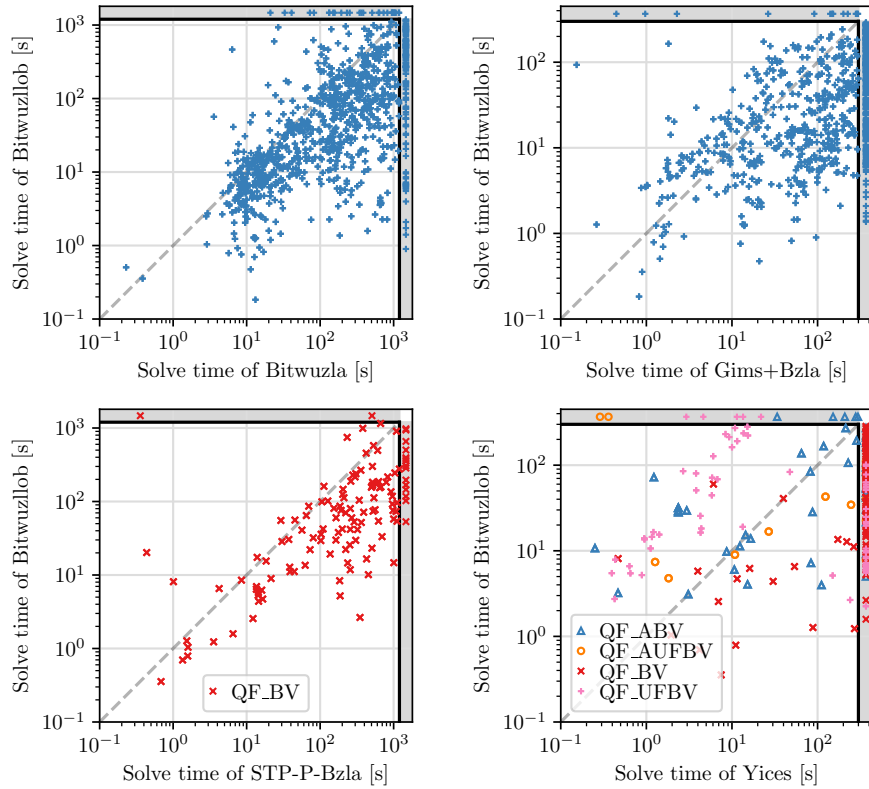 10³
10²
10¹
10⁰
10⁻¹
Solve time of Bitwuzllob [s]
10⁻¹ 10⁰ 10¹ 10² 10³
Solve time of Bitwuzla [s]
10²
10¹
10⁰
10⁻¹
Solve time of Bitwuzllob [s]
10⁻¹ 10⁰ 10¹ 10²
Solve time of Gims+Bzla [s]
10³
10²
10¹
10⁰
10⁻¹
Solve time of Bitwuzllob [s]
QF_BV
10⁻¹ 10⁰ 10¹ 10² 10³
Solve time of STP-P-Bzla [s]
10²
10¹
10⁰
10⁻¹
Solve time of Bitwuzllob [s]
QF_ABV
QF_AUFBV
QF_BV
QF_UFBV
10⁻¹ 10⁰ 10¹ 10²
Solve time of Yices [s]